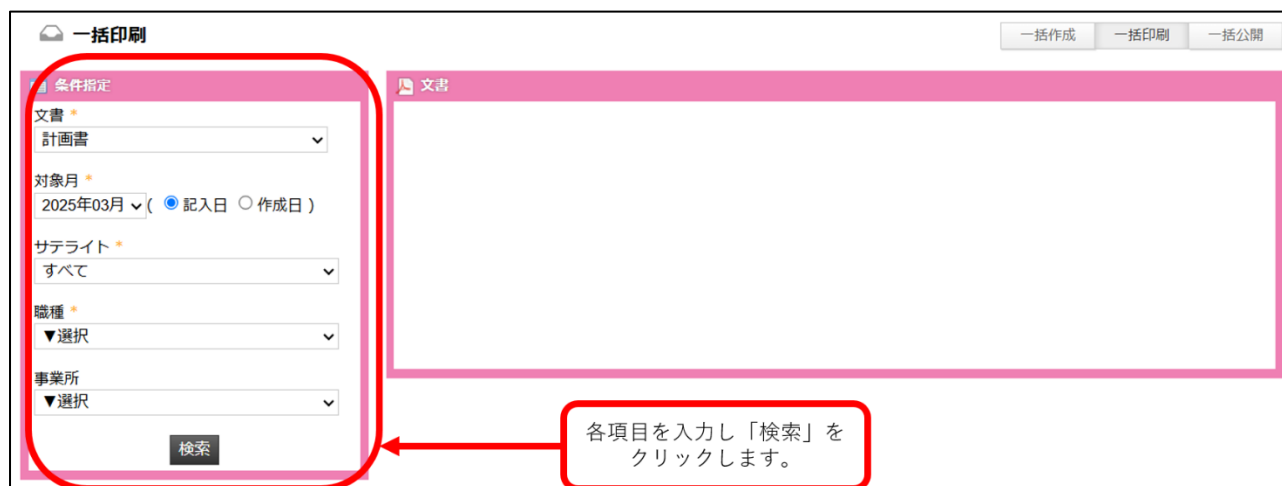 一括印刷
一括作成 一括印刷 一括公開
条件指定
文書 *
計画書
対象月 *
2025年03月 ( 記入日 作成日 )
サテライト *
すべて
職種 *
▼選択
事業所
▼選択
検索
文書
各項目を入力し「検索」を
クリックします。